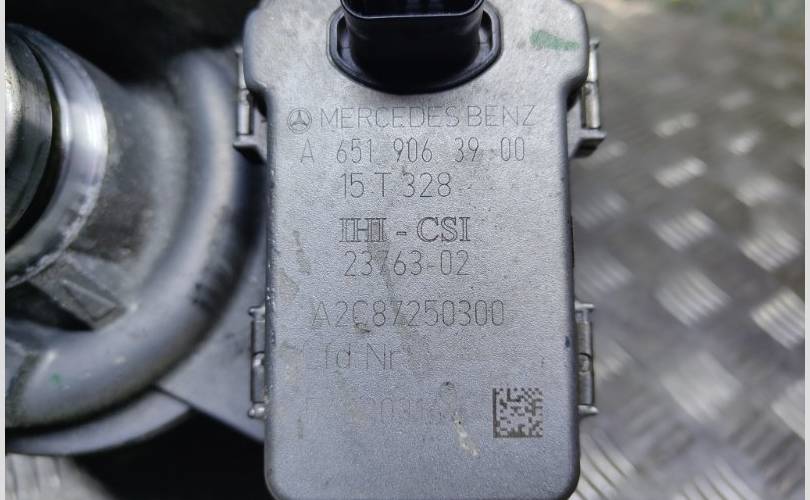 MERCEDES BENZ
A 651 906 39 00
15 T 328
IHI - CSI
23763-02
A2C87250300
Lfd Nr